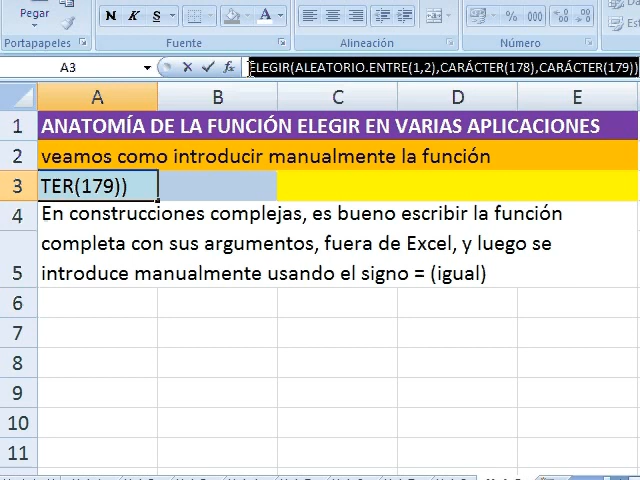 Pegar
N K S
fx
% 000
Portapapeles Fuente Alineación Número
A3 fx ELEGIR(ALEATORIO.ENTRE(1,2),CARÁCTER(178),CARÁCTER(179))
A B C D E
1 ANATOMÍA DE LA FUNCIÓN ELEGIR EN VARIAS APLICACIONES
2 veamos como introducir manualmente la función
3 TER(179))
4 En construcciones complejas, es bueno escribir la función
completa con sus argumentos, fuera de Excel, y luego se
5 introduce manualmente usando el signo = (igual)
6
7
8
9
10
11